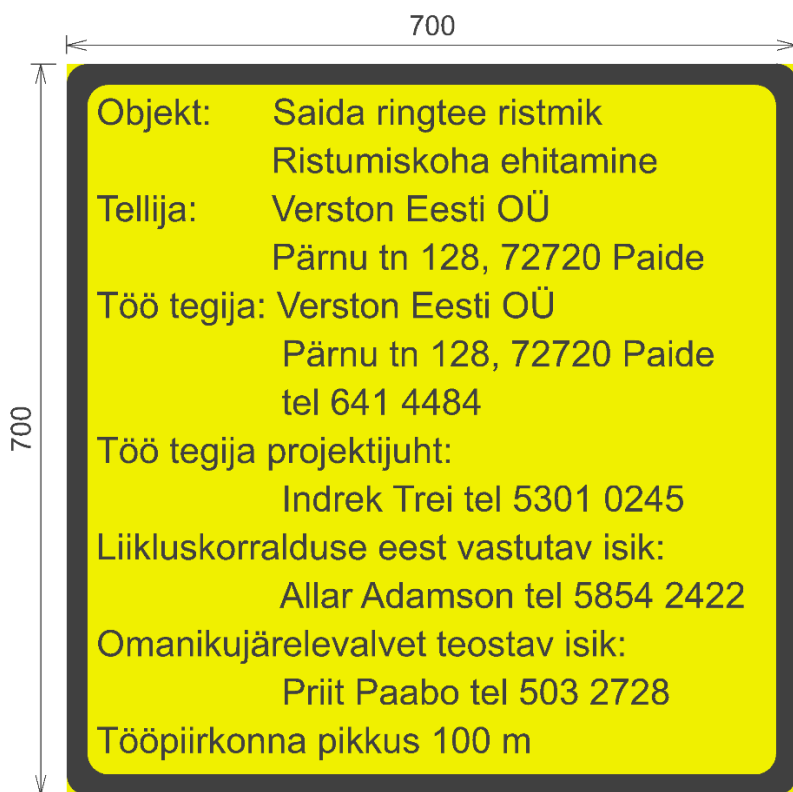 700
700
Objekt: Saida ringtee ristmik
Ristumiskoha ehitamine
Tellija: Verston Eesti OÜ
Pärnu tn 128, 72720 Paide
Töö tegija: Verston Eesti OÜ
Pärnu tn 128, 72720 Paide
tel 641 4484
Töö tegija projektijuht:
Indrek Trei tel 5301 0245
Liikluskorralduse eest vastutav isik:
Allar Adamson tel 5854 2422
Omanikujärelevalvet teostav isik:
Priit Paabo tel 503 2728
Tööpiirkonna pikkus 100 m